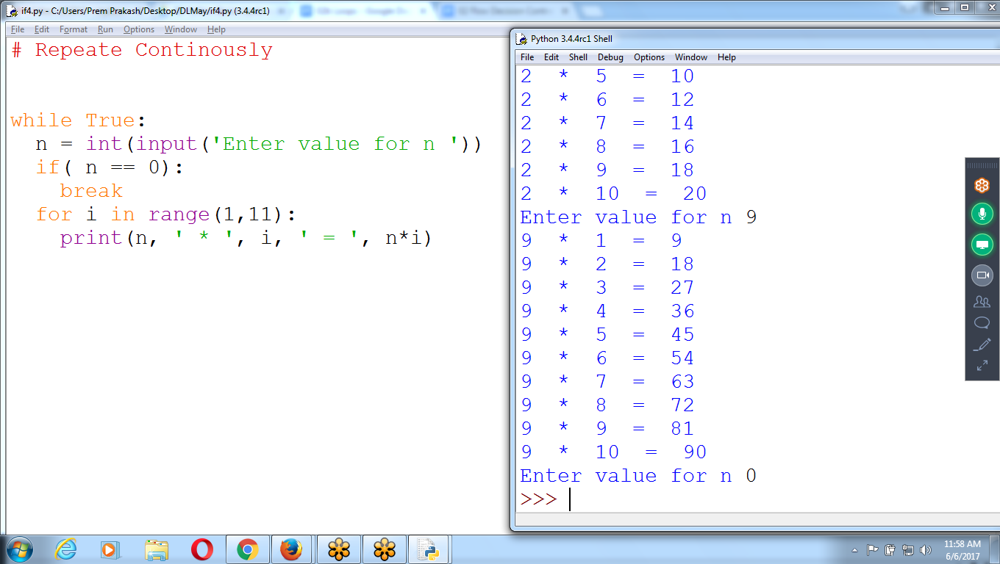 if4.py - C:/Users/Prem Prakash/Desktop/DLMay/if4.py (3.4.4rc1)
File Edit Format Run Options Window Help
# Repeate Continously
while True:
n = int(input('Enter value for n '))
if( n == 0):
break
for i in range(1,11):
print(n, ' * ', i, ' = ', n*i)
Python 3.4.4rc1 Shell
File Edit Shell Debug Options Window Help
2 * 5 = 10
2 * 6 = 12
2 * 7 = 14
2 * 8 = 16
2 * 9 = 18
2 * 10 = 20
Enter value for n 9
9 * 1 = 9
9 * 2 = 18
9 * 3 = 27
9 * 4 = 36
9 * 5 = 45
9 * 6 = 54
9 * 7 = 63
9 * 8 = 72
9 * 9 = 81
9 * 10 = 90
Enter value for n 0
>>>
11:58 AM
6/6/2017